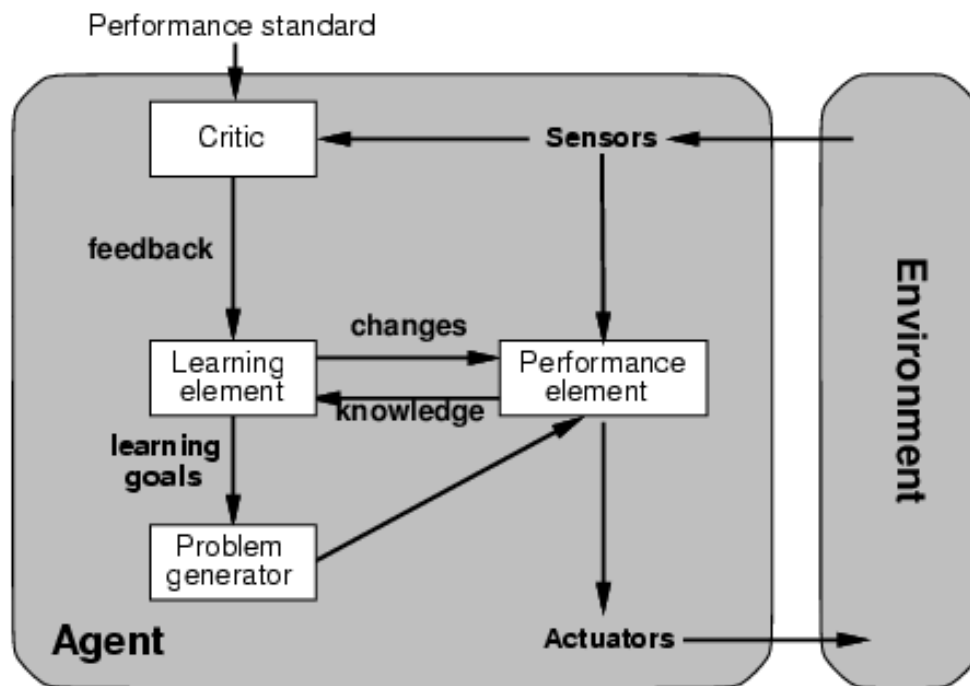 Performance standard
Critic
Sensors
feedback
changes
Learning
element
Performance
element
knowledge
learning
goals
Problem
generator
Agent
Actuators
Environment